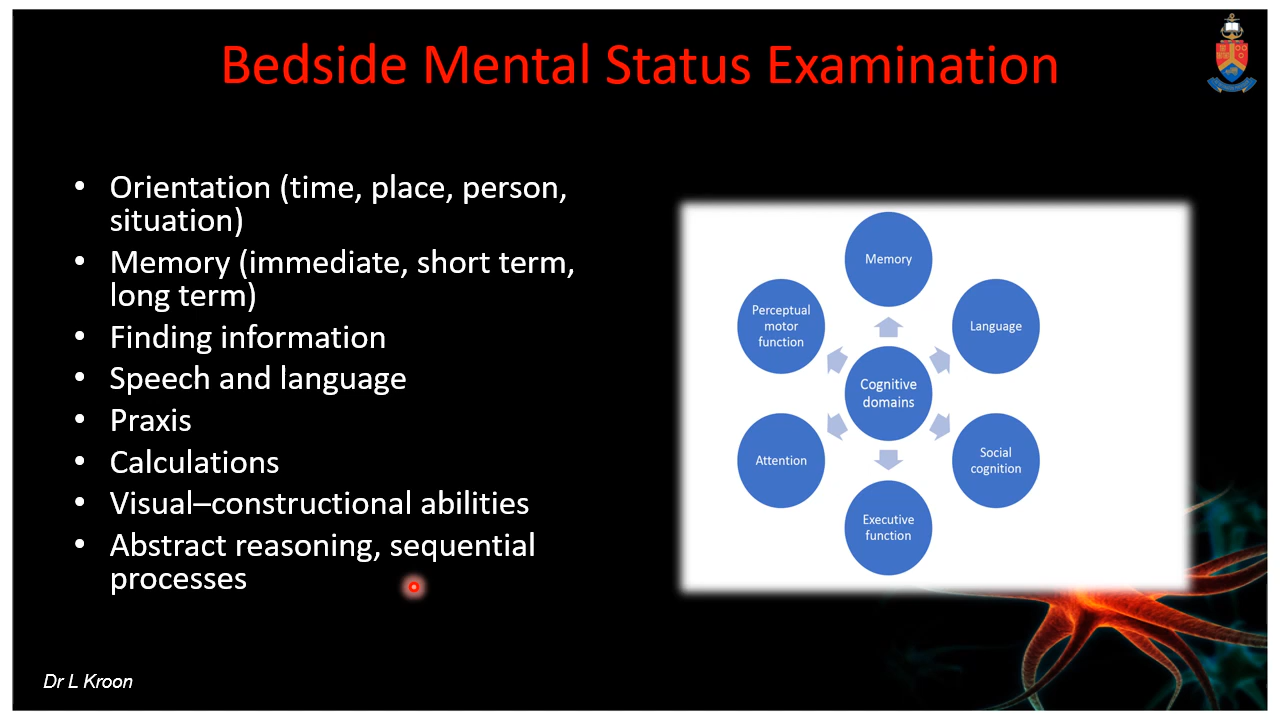 Bedside Mental Status Examination
• Orientation (time, place, person,
situation)
• Memory (immediate, short term,
long term)
• Finding information
• Speech and language
• Praxis
• Calculations
• Visual–constructional abilities
• Abstract reasoning, sequential
processes
Memory
Perceptual
motor
function
Language
Cognitive
domains
Attention
Social
cognition
Executive
function
Dr L Kroon